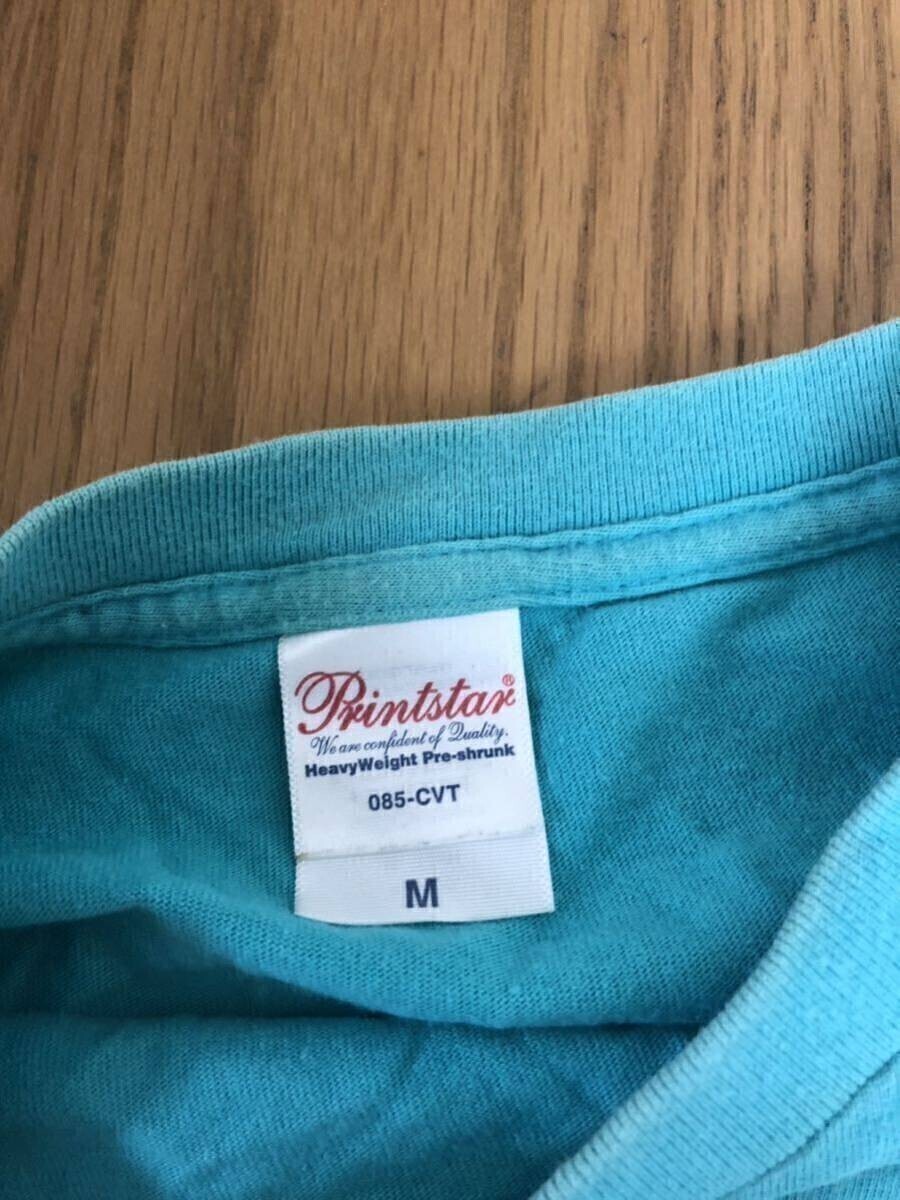 Printstar®
We are confident of Quality.
HeavyWeight Pre-shrunk
085-CVT
M